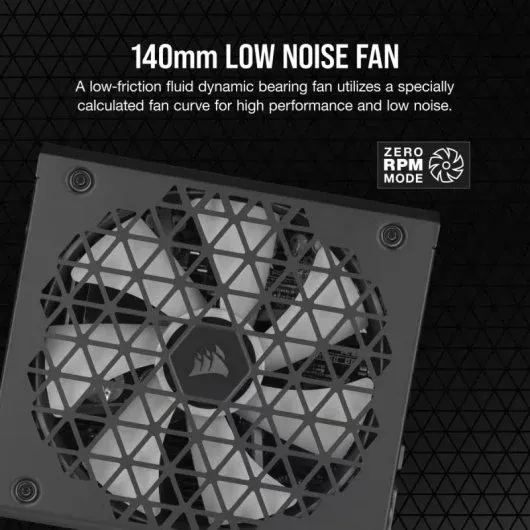 140mm LOW NOISE FAN
A low-friction fluid dynamic bearing fan utilizes a specially
calculated fan curve for high performance and low noise.
ZERO
RPM
MODE